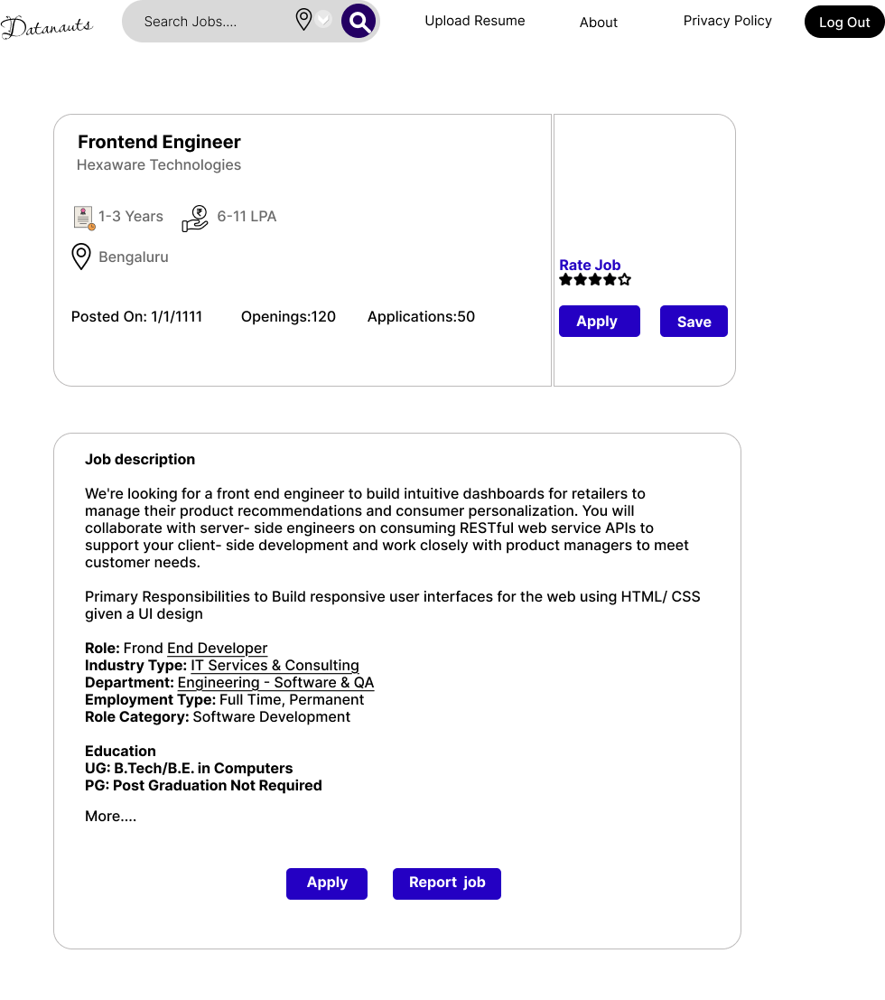 Datanauts
Search Jobs....
Upload Resume
About
Privacy Policy
Log Out
Frontend Engineer
Hexaware Technologies
1-3 Years
₹
6-11 LPA
Bengaluru
Posted On: 1/1/1111
Openings:120
Applications:50
Rate Job
Apply
Save
Job description
We're looking for a front end engineer to build intuitive dashboards for retailers to
manage their product recommendations and consumer personalization. You will
collaborate with server- side engineers on consuming RESTful web service APIs to
support your client- side development and work closely with product managers to meet
customer needs.
Primary Responsibilities to Build responsive user interfaces for the web using HTML/ CSS
given a UI design
Role: Frond End Developer
Industry Type: IT Services & Consulting
Department: Engineering - Software & QA
Employment Type: Full Time, Permanent
Role Category: Software Development
Education
UG: B.Tech/B.E. in Computers
PG: Post Graduation Not Required
More....
Apply
Report job